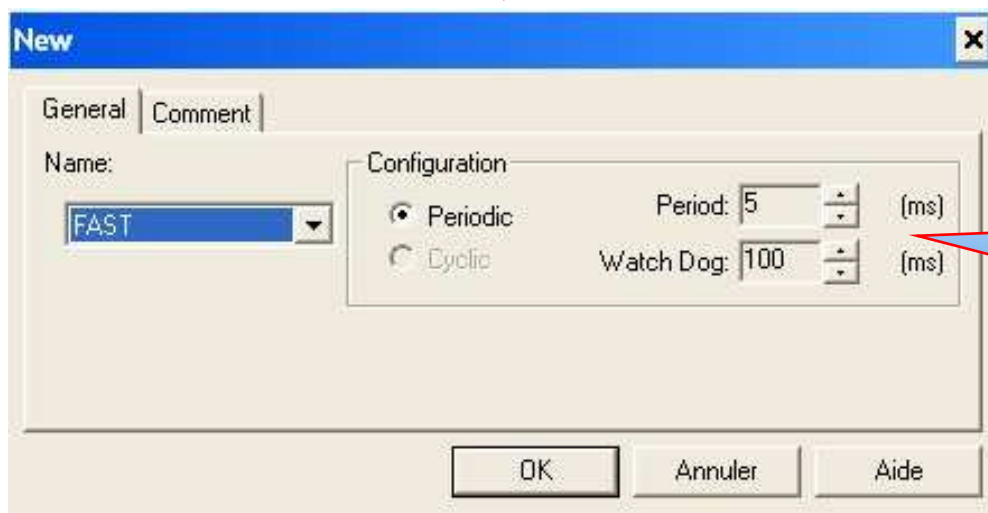 New
General Comment
Name:
FAST
Configuration
Periodic
Cyclic
Period: 5 (ms)
Watch Dog: 100 (ms)
OK Annuler Aide